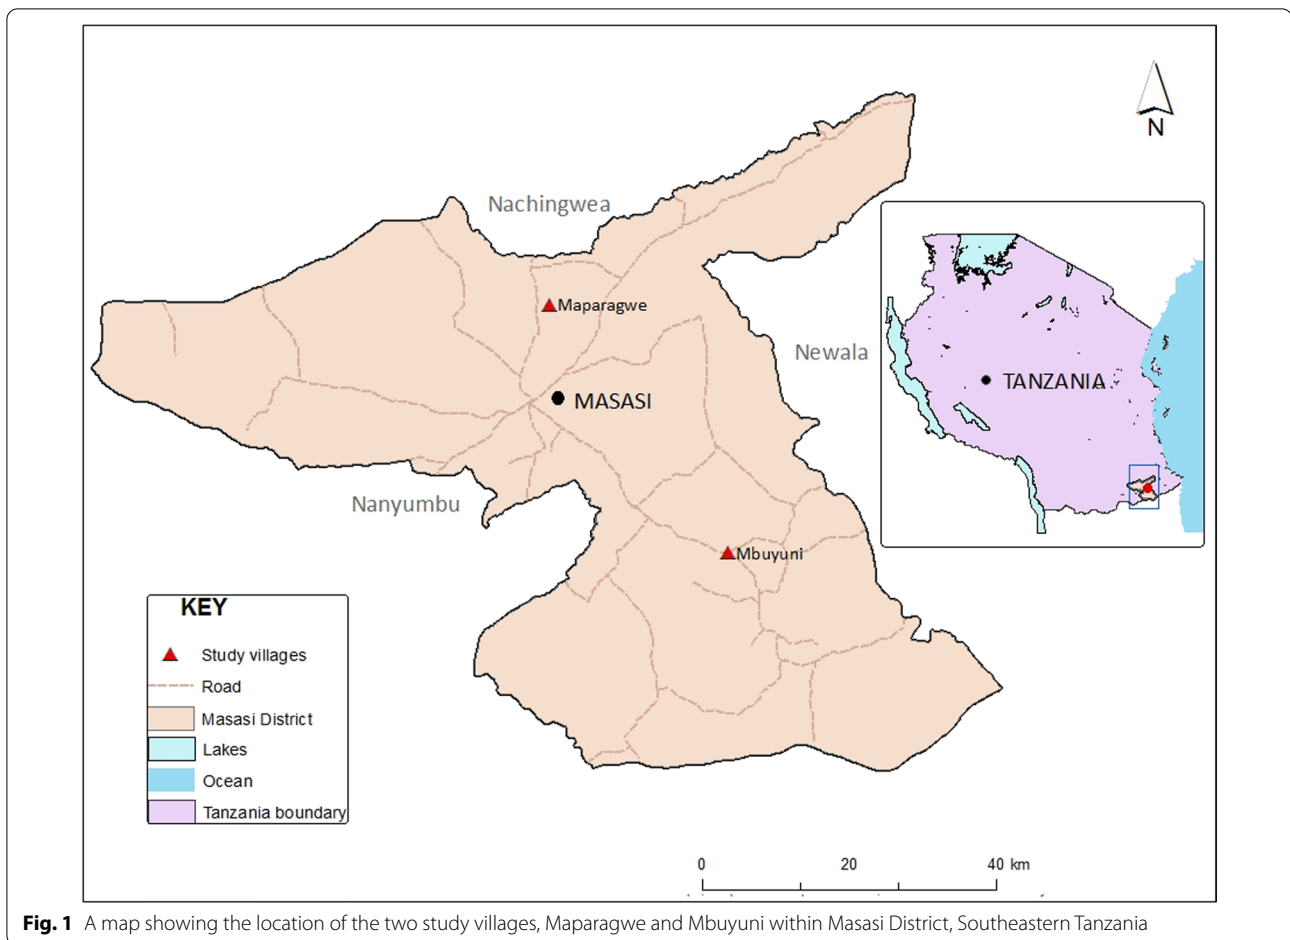 N
Nachingwea
Maparagwe
Newala
MASASI
TANZANIA
Nanyumbu
Mbuyuni
KEY
Study villages
Road
Masasi District
Lakes
Ocean
Tanzania boundary
0 20 40 km
Fig. 1 A map showing the location of the two study villages, Maparagwe and Mbuyuni within Masasi District, Southeastern Tanzania